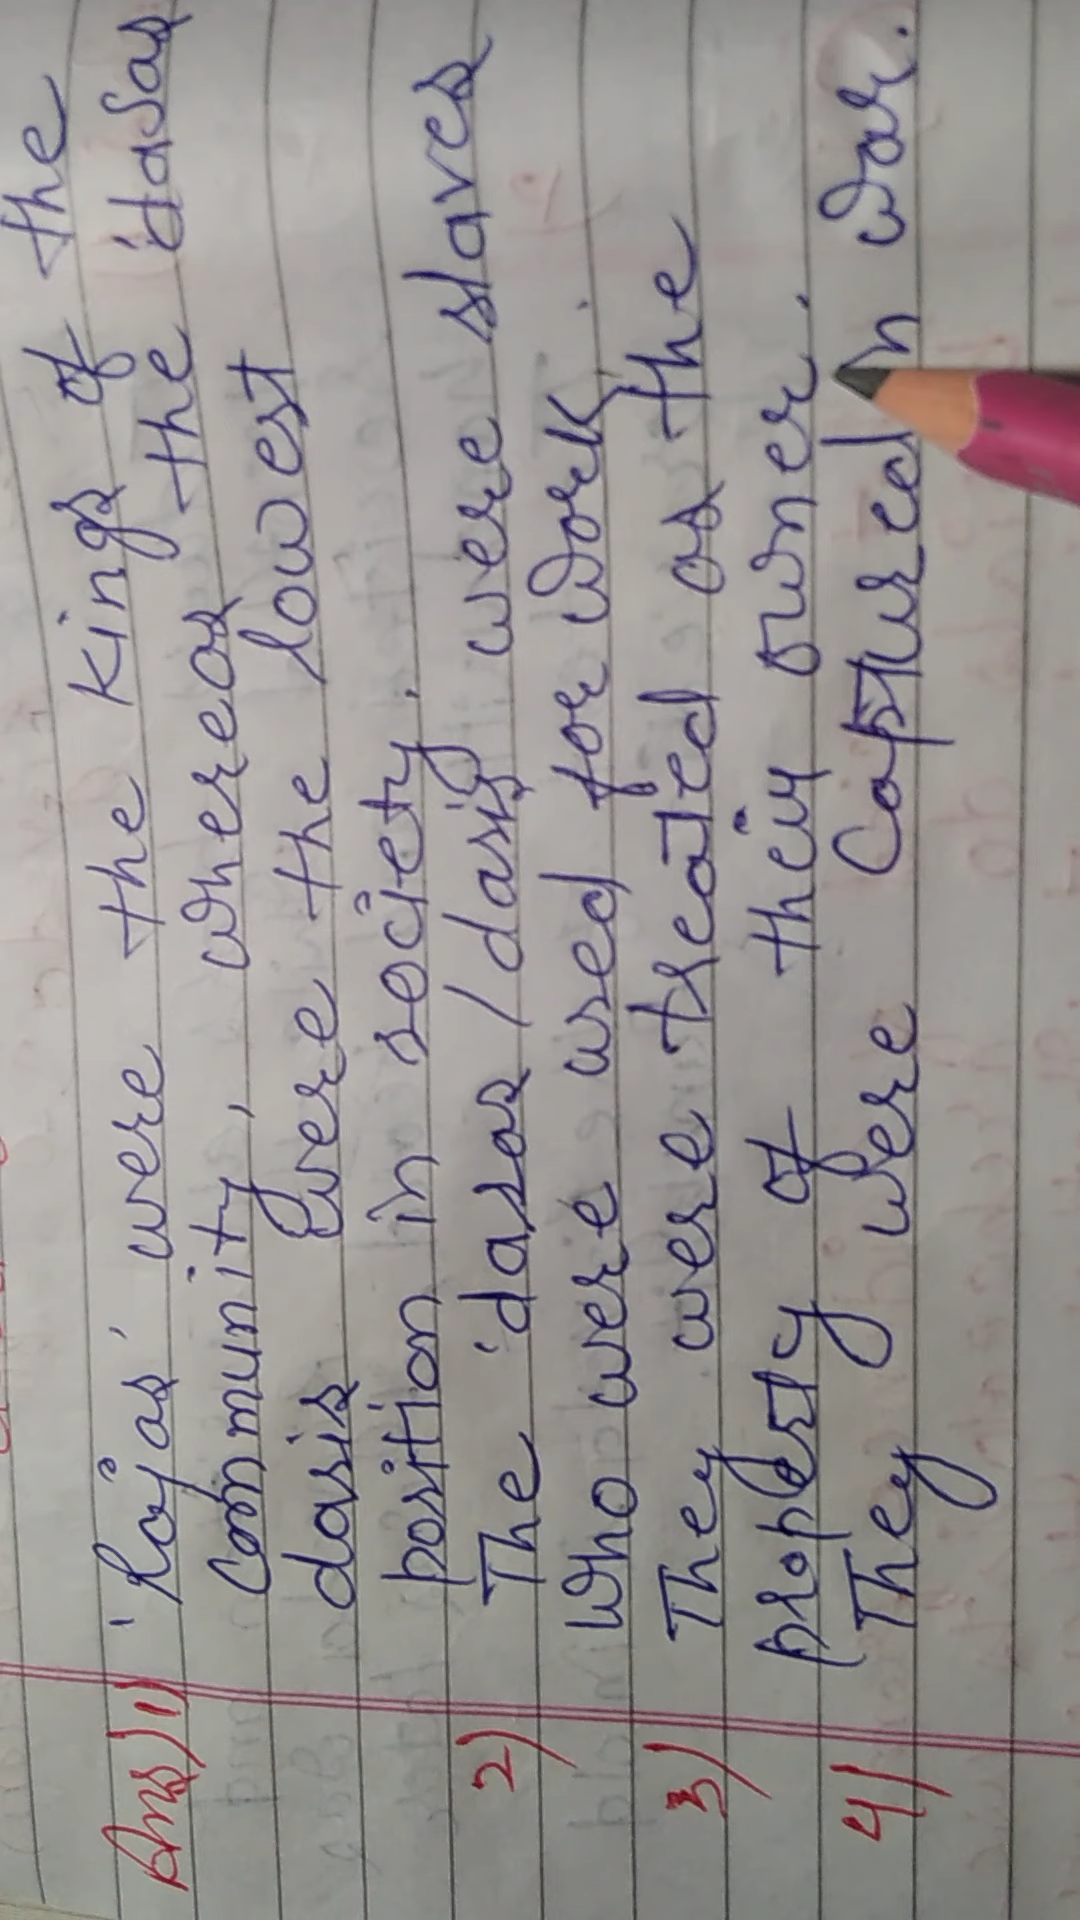 Ans) 1) 'Rajas' were the kings of the
community, whereas the 'dasas
dasis were the lowest
position in society.
2) The 'dasas / dasis were slaves
who were used for work.
3) They were treated as the
property of their owner.
4) They were captured in war.